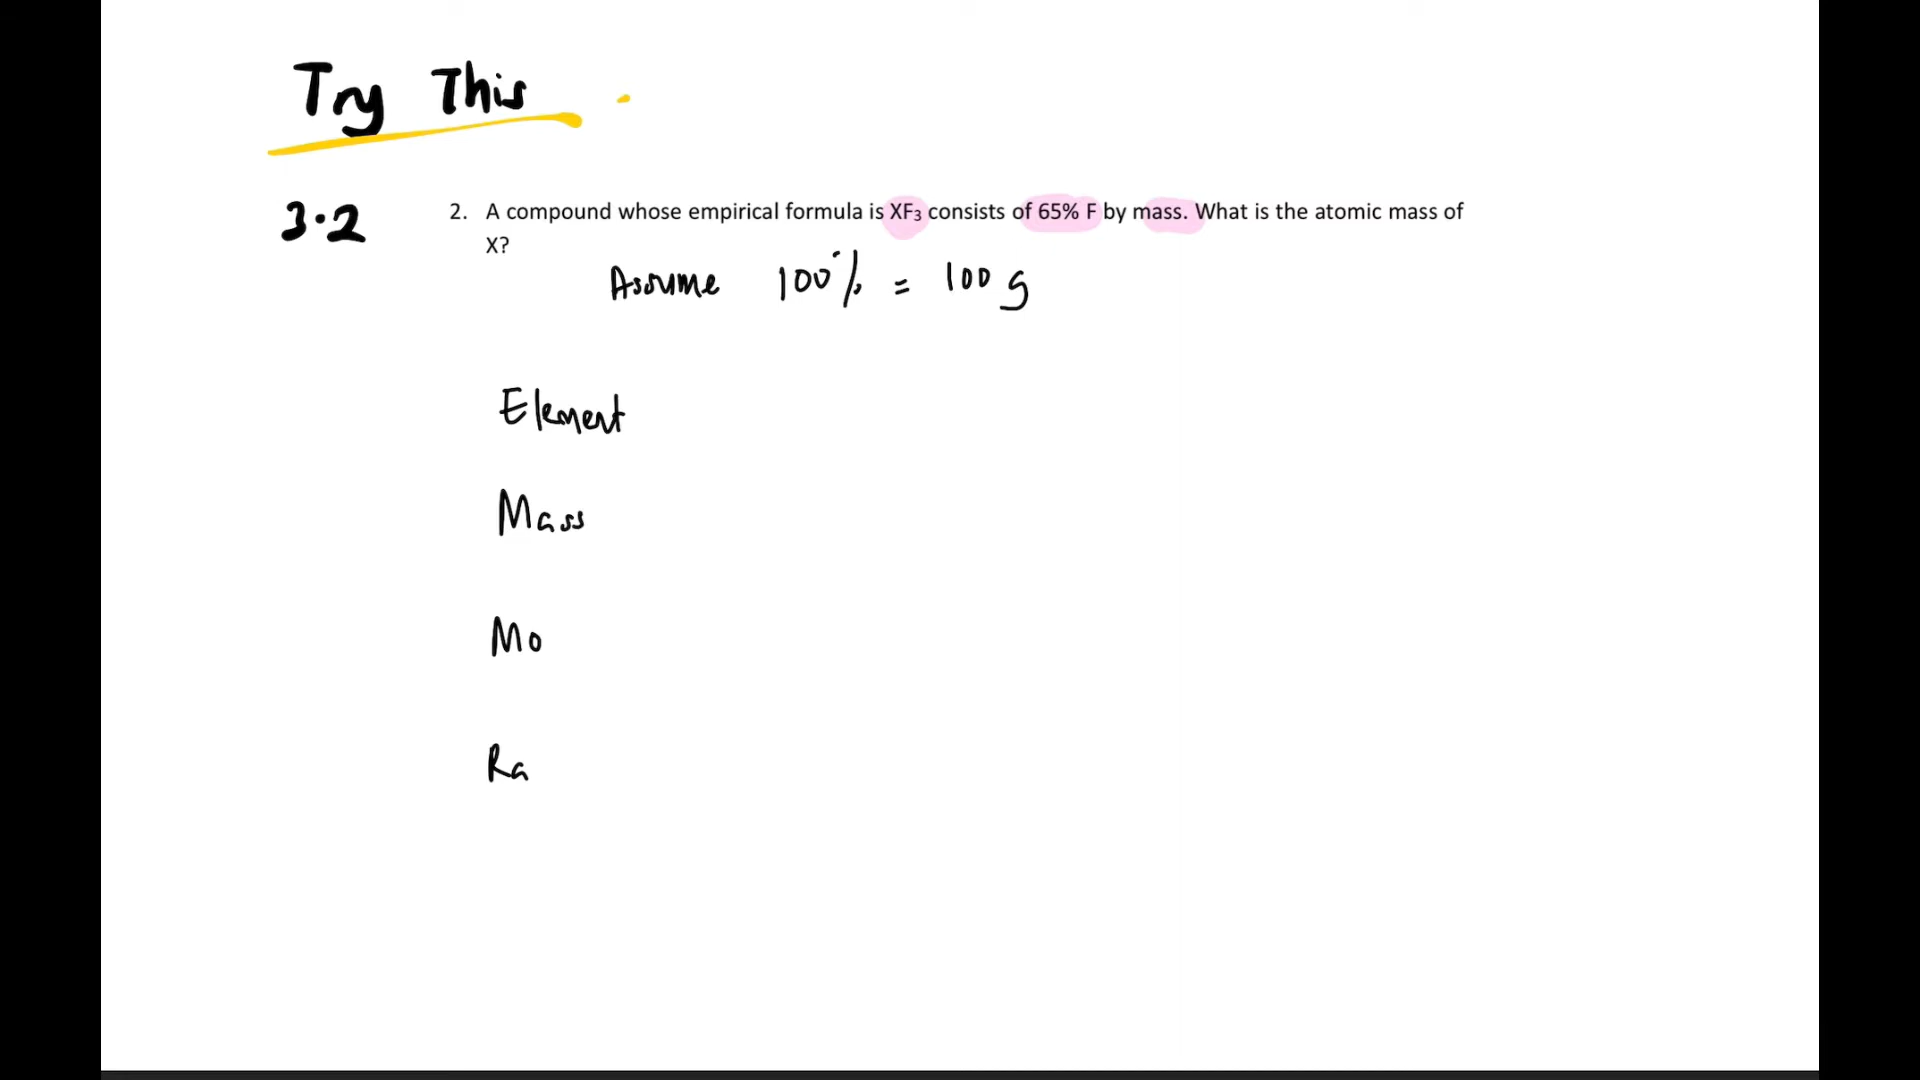 Try This
3.2
2. A compound whose empirical formula is XF₃ consists of 65% F by mass. What is the atomic mass of
X?
Assume 100% = 100 g
Element
Mass
Mo
Ra